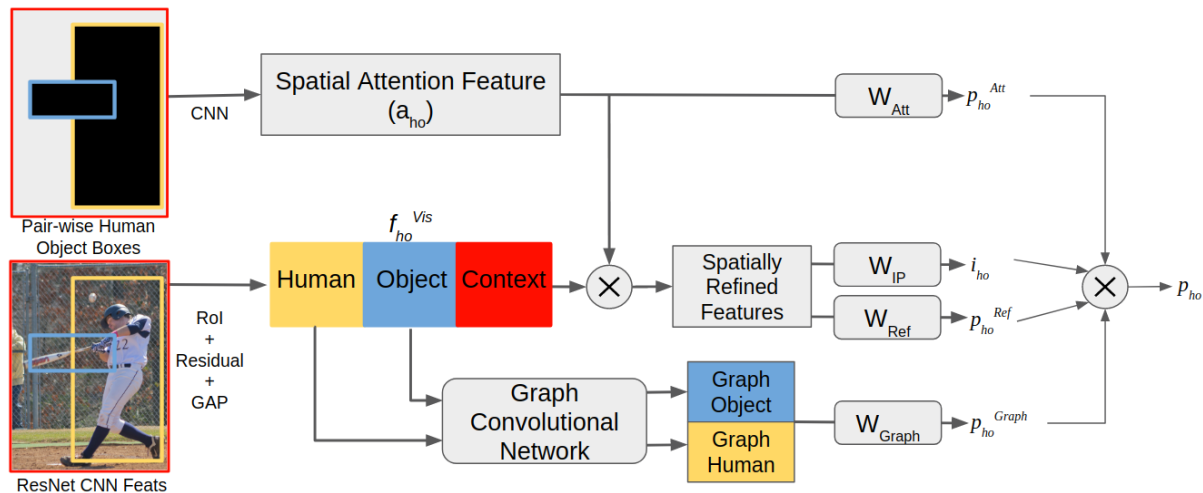 Pair-wise Human
Object Boxes
CNN
Spatial Attention Feature
(a_ho)
W_Att
p_ho^Att
ResNet CNN Feats
RoI
+
Residual
+
GAP
f_ho^Vis
Human
Object
Context
×
Spatially
Refined
Features
W_IP
i_ho
W_Ref
p_ho^Ref
×
p_ho
Graph
Convolutional
Network
Graph
Object
Graph
Human
W_Graph
p_ho^Graph